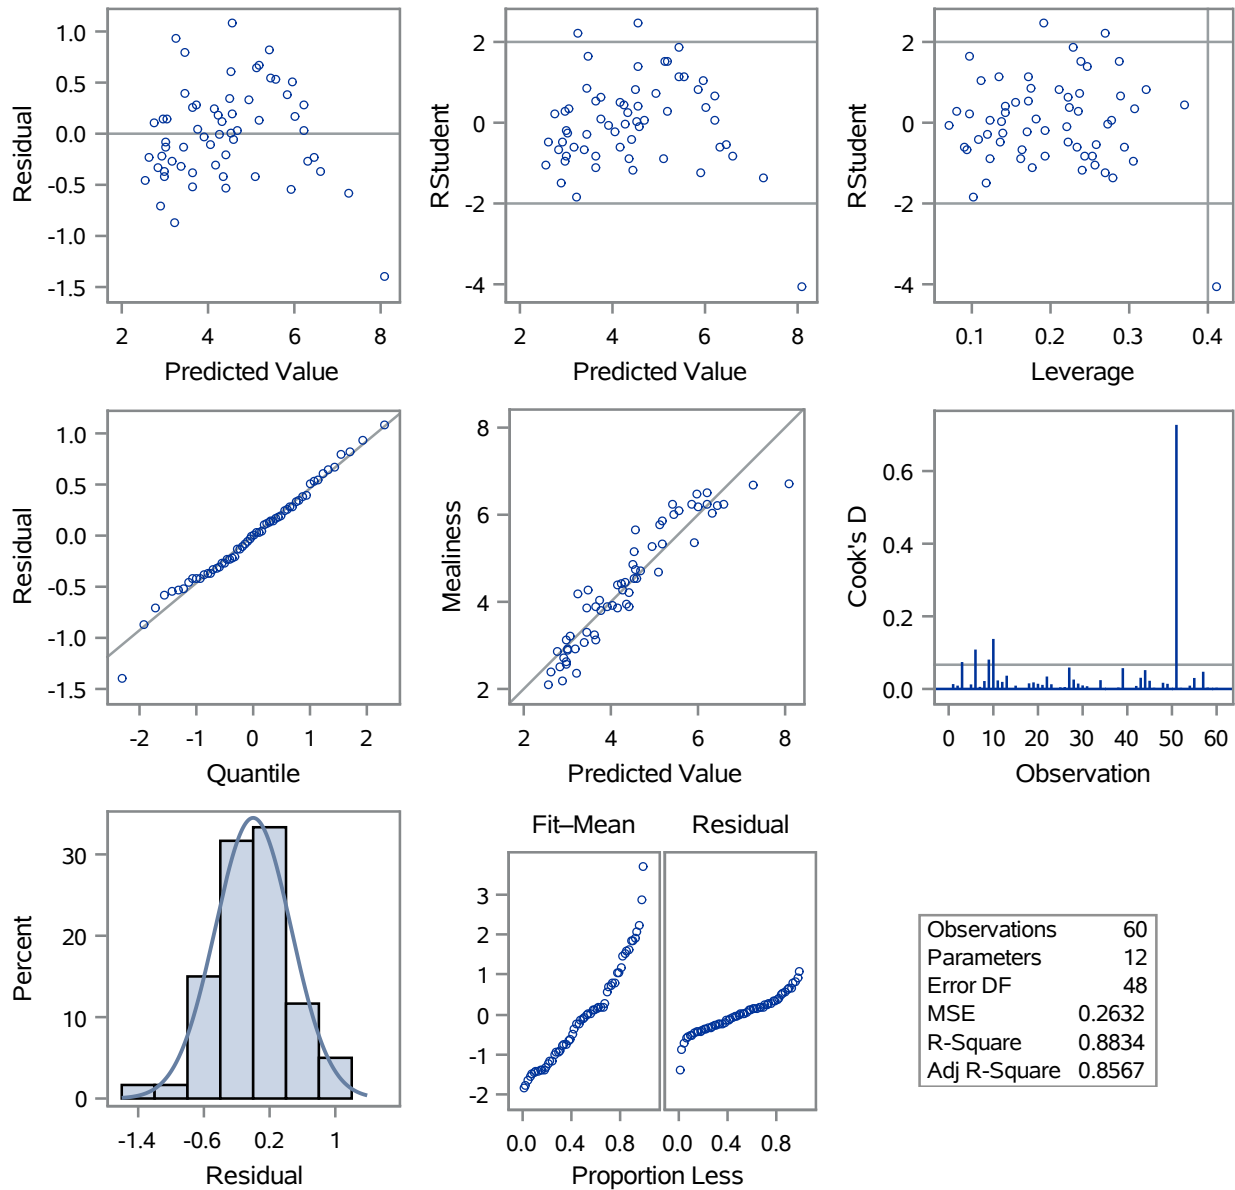 Residual
1.0
0.5
0.0
-0.5
-1.0
-1.5
2 4 6 8
Predicted Value
RStudent
2
0
-2
-4
2 4 6 8
Predicted Value
RStudent
2
0
-2
-4
0.1 0.2 0.3 0.4
Leverage
Residual
1.0
0.5
0.0
-0.5
-1.0
-1.5
-2 -1 0 1 2
Quantile
Mealiness
8
6
4
2
2 4 6 8
Predicted Value
Cook's D
0.6
0.4
0.2
0.0
0 10 20 30 40 50 60
Observation
Percent
30
20
10
0
-1.4 -0.6 0.2 1
Residual
Fit–Mean Residual
3
2
1
0
-1
-2
0.0 0.4 0.8 0.0 0.4 0.8
Proportion Less
Observations 60
Parameters 12
Error DF 48
MSE 0.2632
R-Square 0.8834
Adj R-Square 0.8567